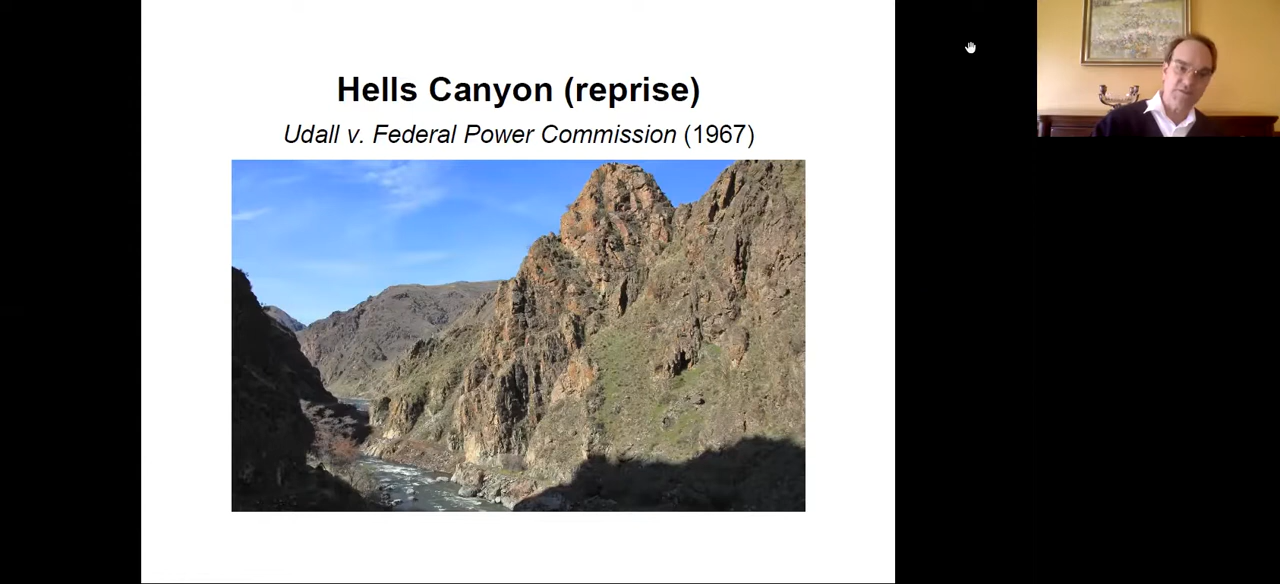 Hells Canyon (reprise)
Udall v. Federal Power Commission (1967)